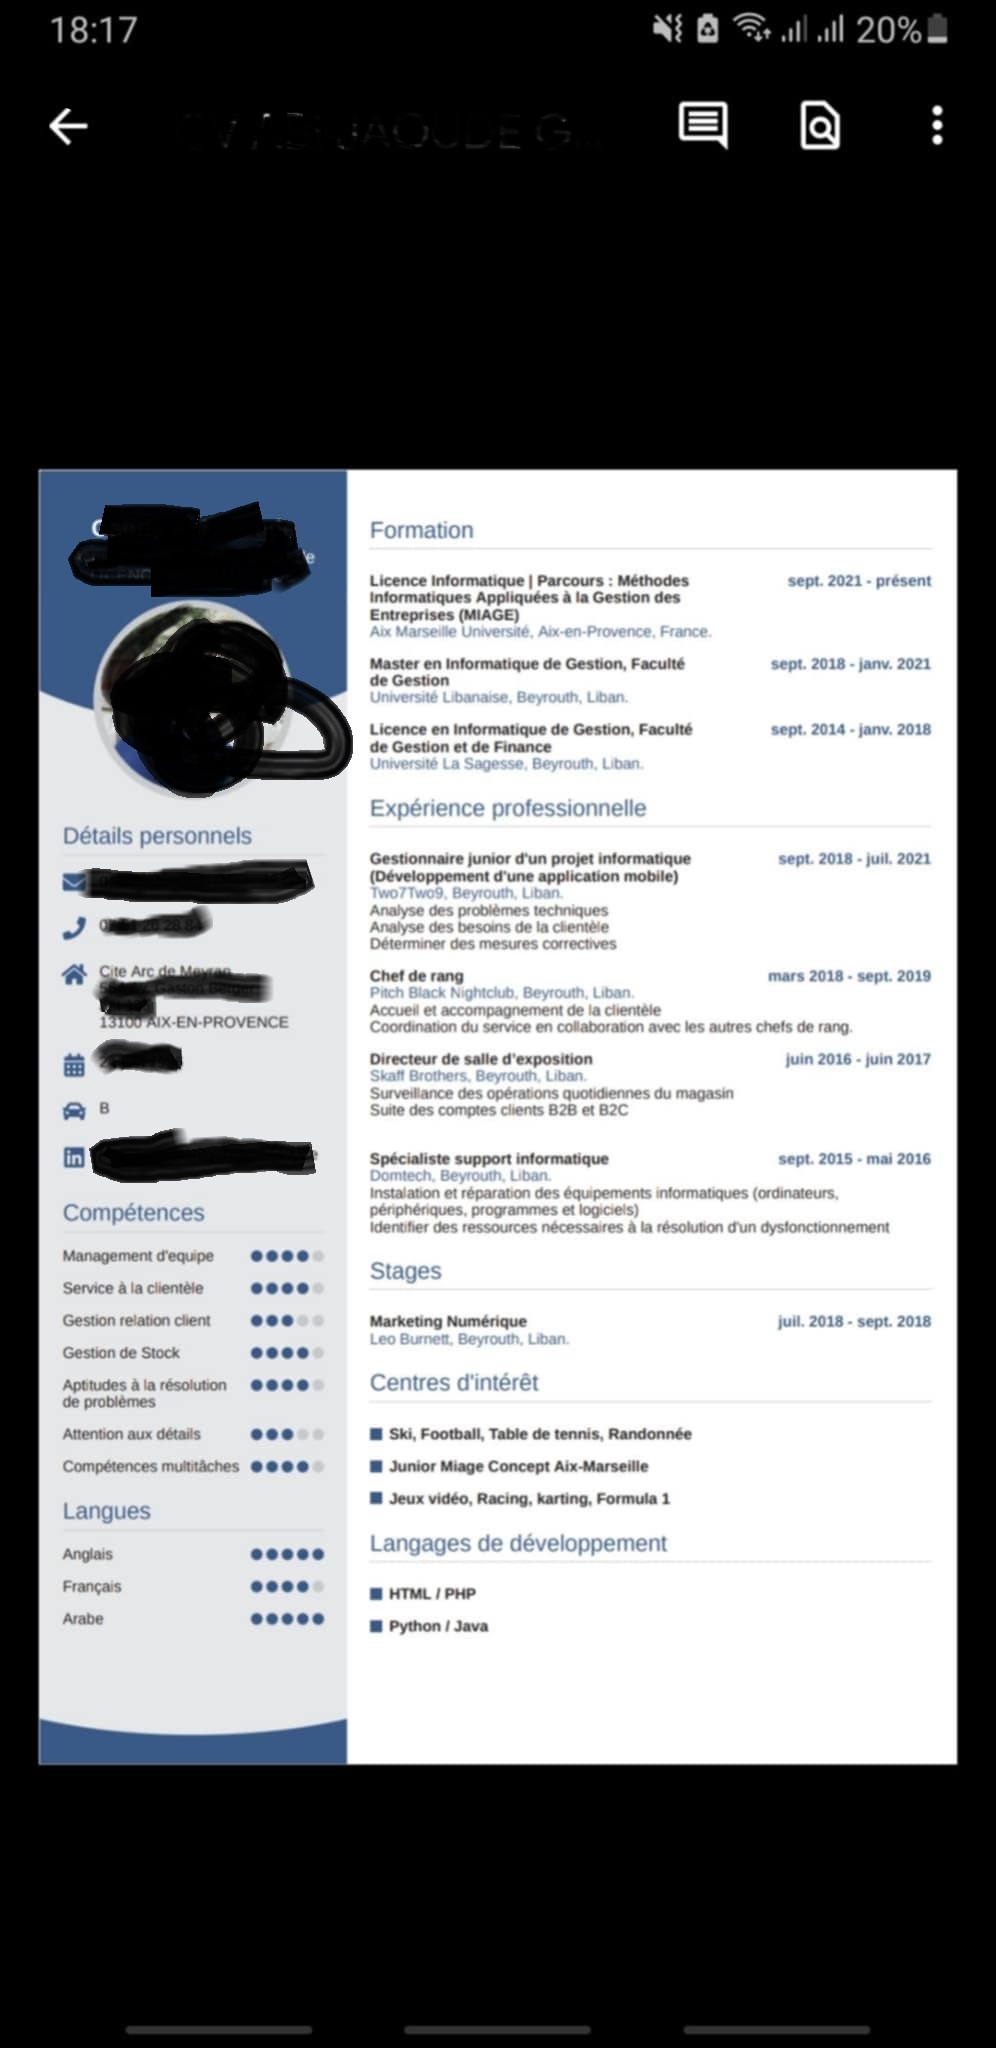 18:17
20%
Formation
Licence Informatique | Parcours : Méthodes
Informatiques Appliquées à la Gestion des
Entreprises (MIAGE)
sept. 2021 - présent
Aix Marseille Université, Aix-en-Provence, France.
Master en Informatique de Gestion, Faculté
de Gestion
sept. 2018 - janv. 2021
Université Libanaise, Beyrouth, Liban.
Licence en Informatique de Gestion, Faculté
de Gestion et de Finance
sept. 2014 - janv. 2018
Université La Sagesse, Beyrouth, Liban.
Expérience professionnelle
Gestionnaire junior d'un projet informatique
(Développement d'une application mobile)
sept. 2018 - juil. 2021
Two7Two9, Beyrouth, Liban.
Analyse des problèmes techniques
Analyse des besoins de la clientèle
Déterminer des mesures correctives
Chef de rang
mars 2018 - sept. 2019
Pitch Black Nightclub, Beyrouth, Liban.
Accueil et accompagnement de la clientèle
Coordination du service en collaboration avec les autres chefs de rang.
Directeur de salle d'exposition
juin 2016 - juin 2017
Skaff Brothers, Beyrouth, Liban.
Surveillance des opérations quotidiennes du magasin
Suite des comptes clients B2B et B2C
Spécialiste support informatique
sept. 2015 - mai 2016
Domtech, Beyrouth, Liban.
Instalation et réparation des équipements informatiques (ordinateurs,
périphériques, programmes et logiciels)
Identifier des ressources nécessaires à la résolution d'un dysfonctionnement
Stages
Marketing Numérique
juil. 2018 - sept. 2018
Leo Burnett, Beyrouth, Liban.
Centres d'intérêt
Ski, Football, Table de tennis, Randonnée
Junior Miage Concept Aix-Marseille
Jeux vidéo, Racing, karting, Formula 1
Langages de développement
HTML / PHP
Python / Java
Détails personnels
Cite Arc de Meyran
13100 AIX-EN-PROVENCE
B
in
Compétences
Management d'equipe
Service à la clientèle
Gestion relation client
Gestion de Stock
Aptitudes à la résolution
de problèmes
Attention aux détails
Compétences multitâches
Langues
Anglais
Français
Arabe